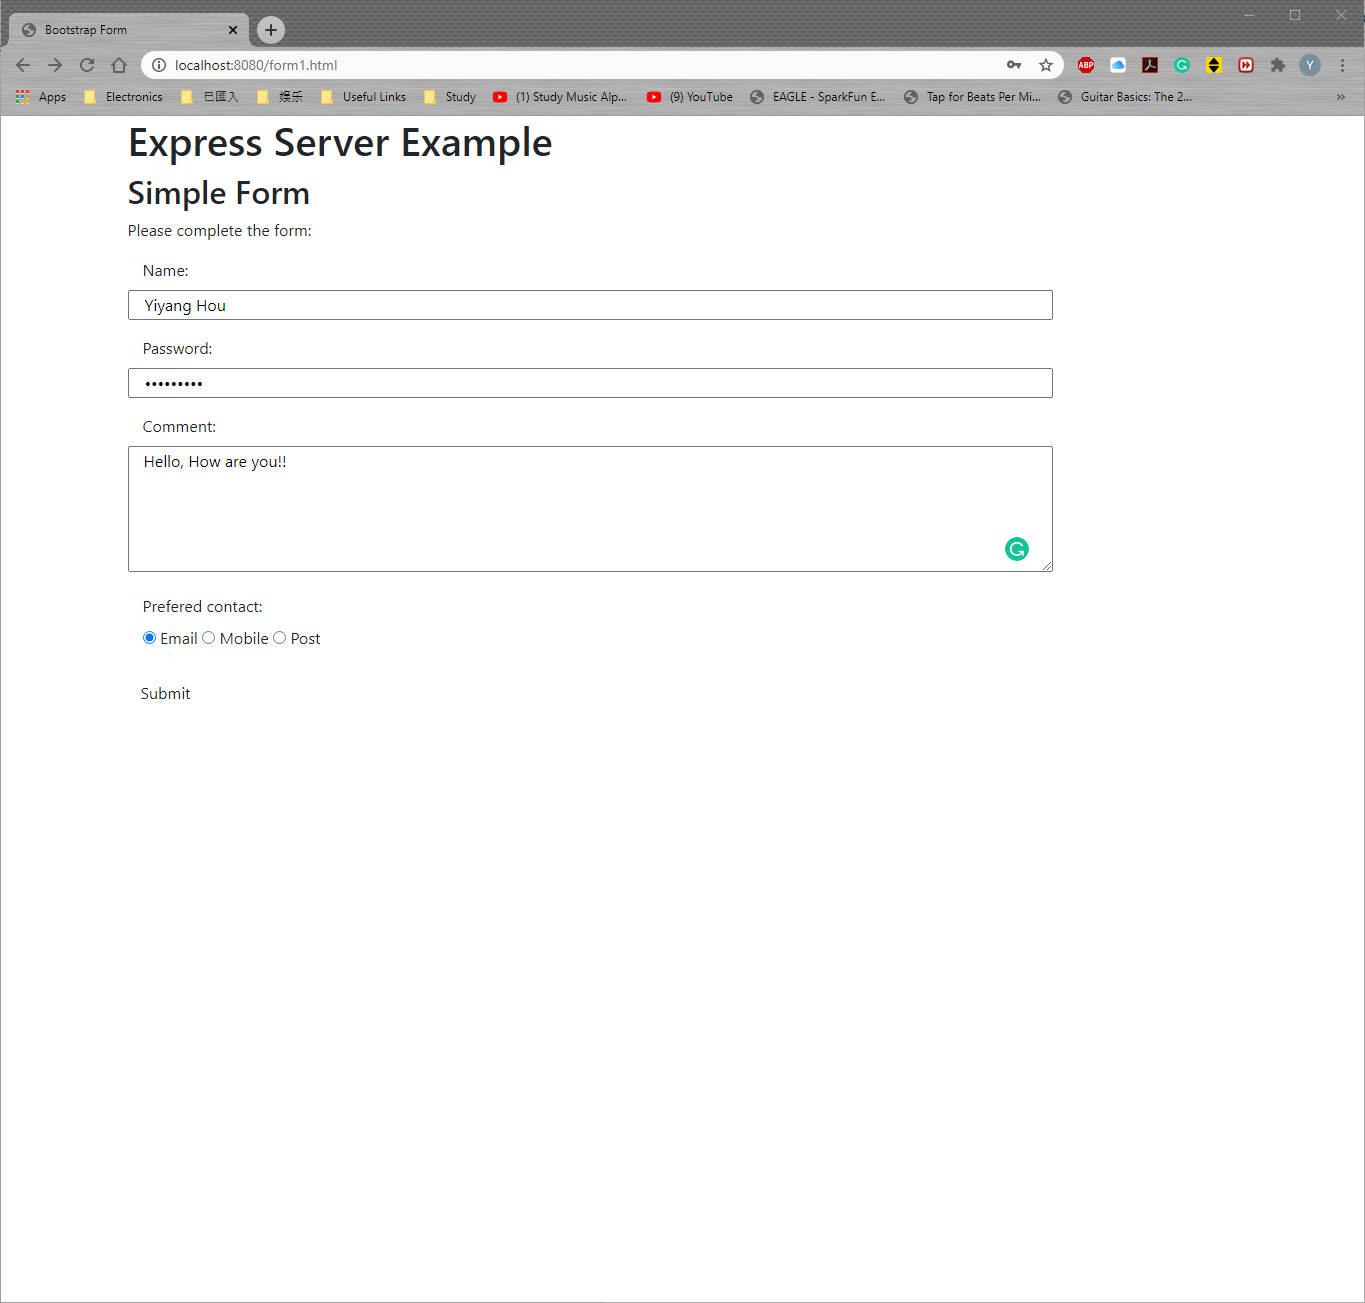 Bootstrap Form
localhost:8080/form1.html
ABP
Y
Apps Electronics 已匯入 娱乐 Useful Links Study (1) Study Music Alp... (9) YouTube EAGLE - SparkFun E... Tap for Beats Per Mi... Guitar Basics: The 2... »
Express Server Example
Simple Form
Please complete the form:
Name:
Yiyang Hou
Password:
•••••••••
Comment:
Hello, How are you!!
Prefered contact:
Email Mobile Post
Submit